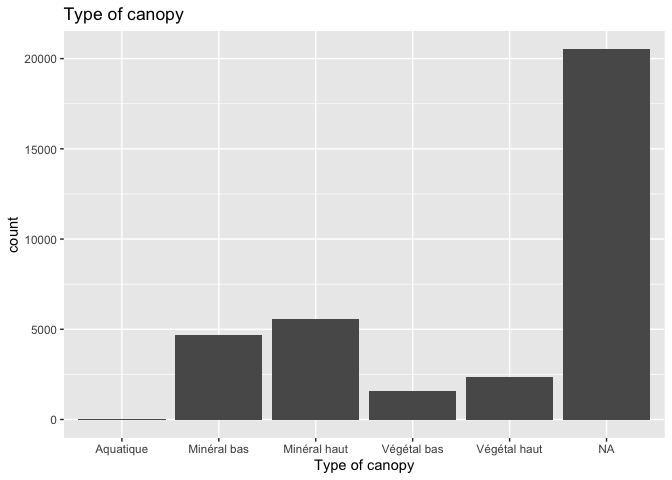 Type of canopy
20000
15000
10000
5000
0
count
Aquatique Minéral bas Minéral haut Végétal bas Végétal haut NA
Type of canopy